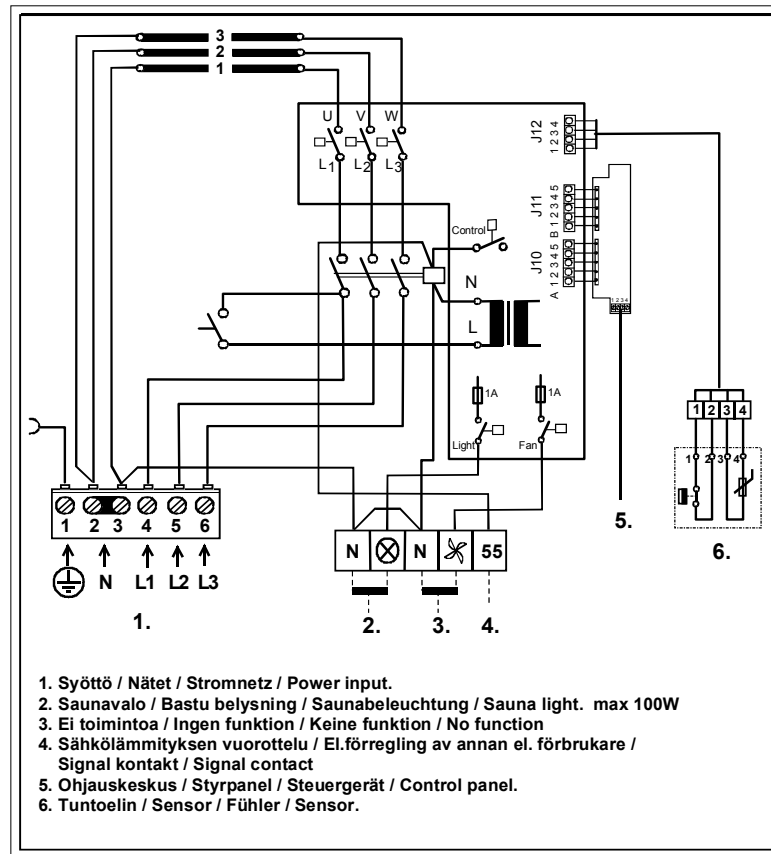 3
2
1
U V W
L1 L2 L3
J12
1 2 3 4
J11
B 1 2 3 4 5
J10
A 1 2 3 4 5
1 2 3 4
Control
N
L
1A 1A
Light Fan
1 2 3 4
1 2 3 4
5.
6.
1 2 3 4 5 6
N L1 L2 L3
1.
N N 55
2. 3. 4.
1. Syöttö / Nätet / Stromnetz / Power input.
2. Saunavalo / Bastu belysning / Saunabeleuchtung / Sauna light. max 100W
3. Ei toimintoa / Ingen funktion / Keine funktion / No function
4. Sähkölämmityksen vuorottelu / El.förregling av annan el. förbrukare /
Signal kontakt / Signal contact
5. Ohjauskeskus / Styrpanel / Steuergerät / Control panel.
6. Tuntoelin / Sensor / Fühler / Sensor.